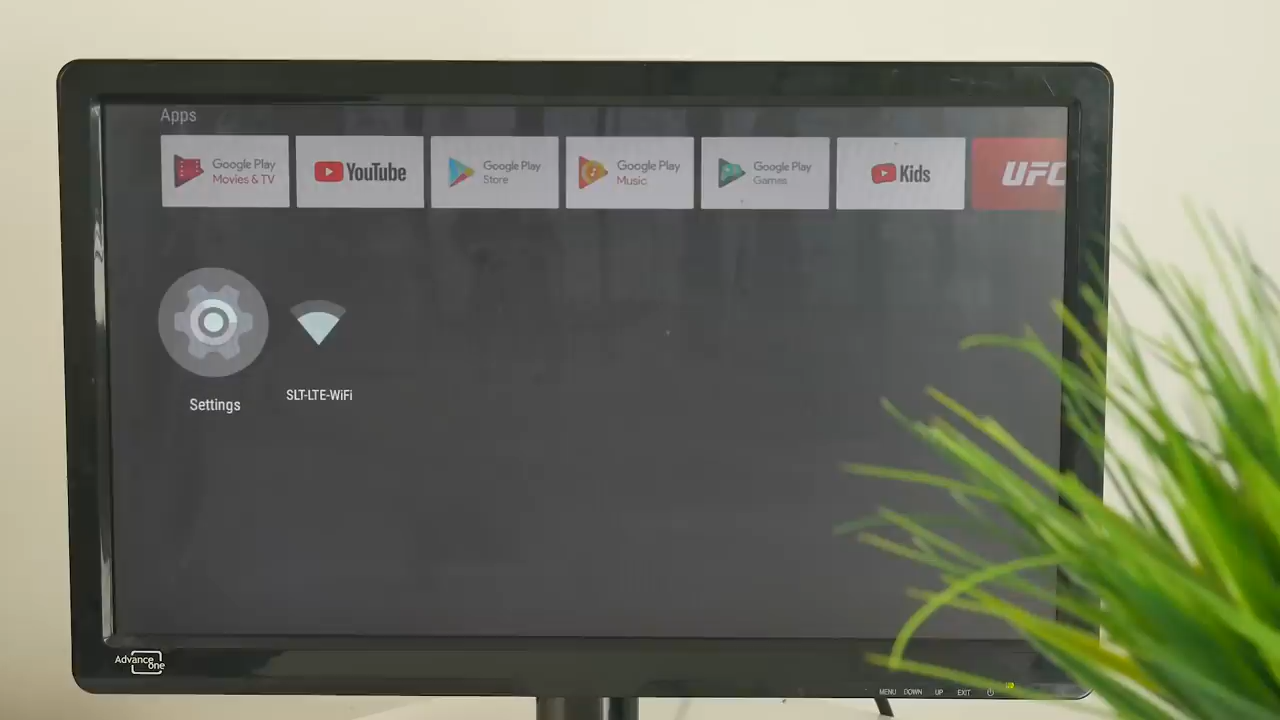 Apps
Google Play
Movies & TV
YouTube
Google Play
Store
Google Play
Music
Google Play
Games
Kids
UFC
Settings
SLT-LTE-WiFi
Advance
One
MENU DOWN UP EXIT